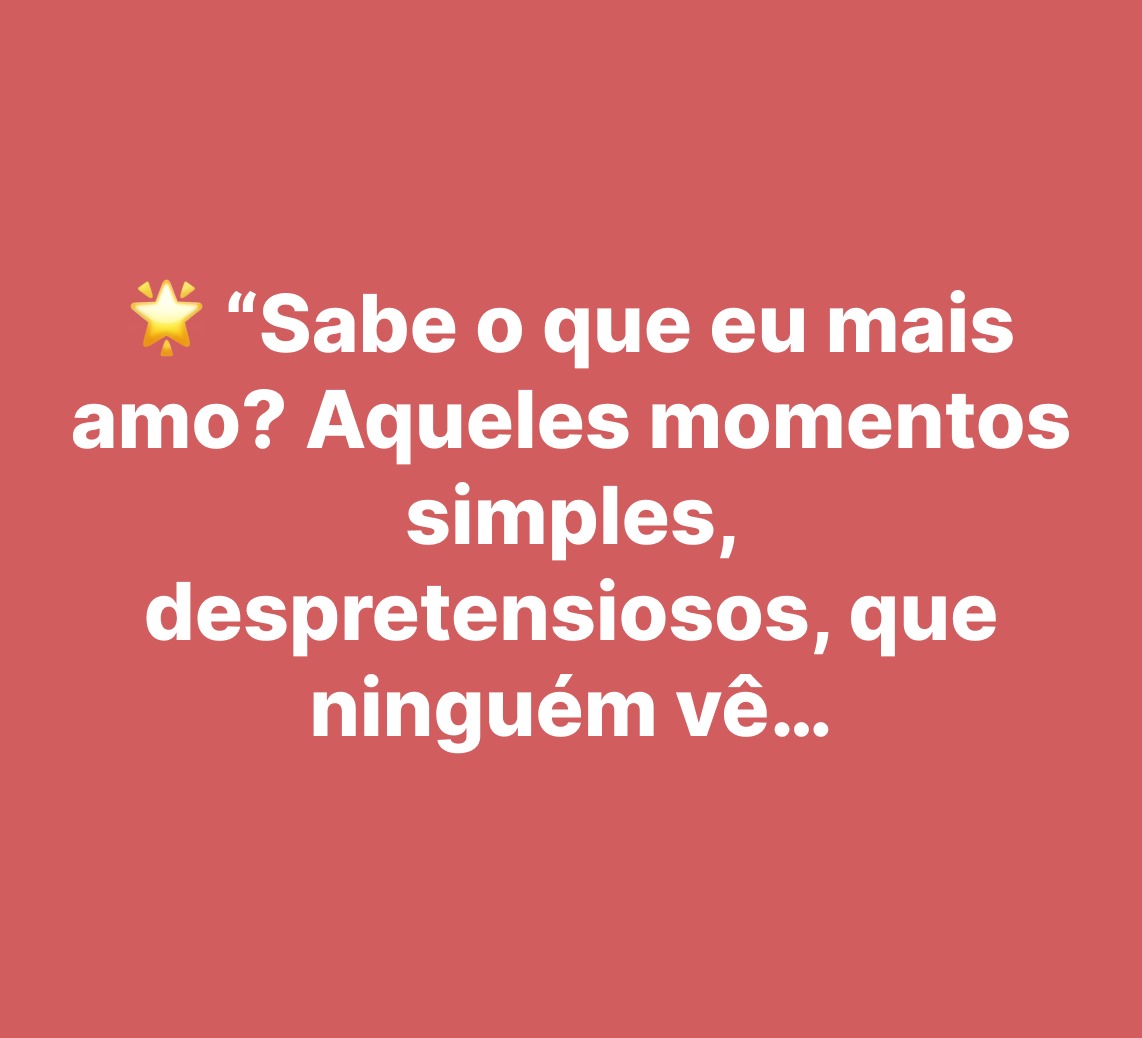 🌟 “Sabe o que eu mais
amo? Aqueles momentos
simples,
despretensiosos, que
ninguém vê…